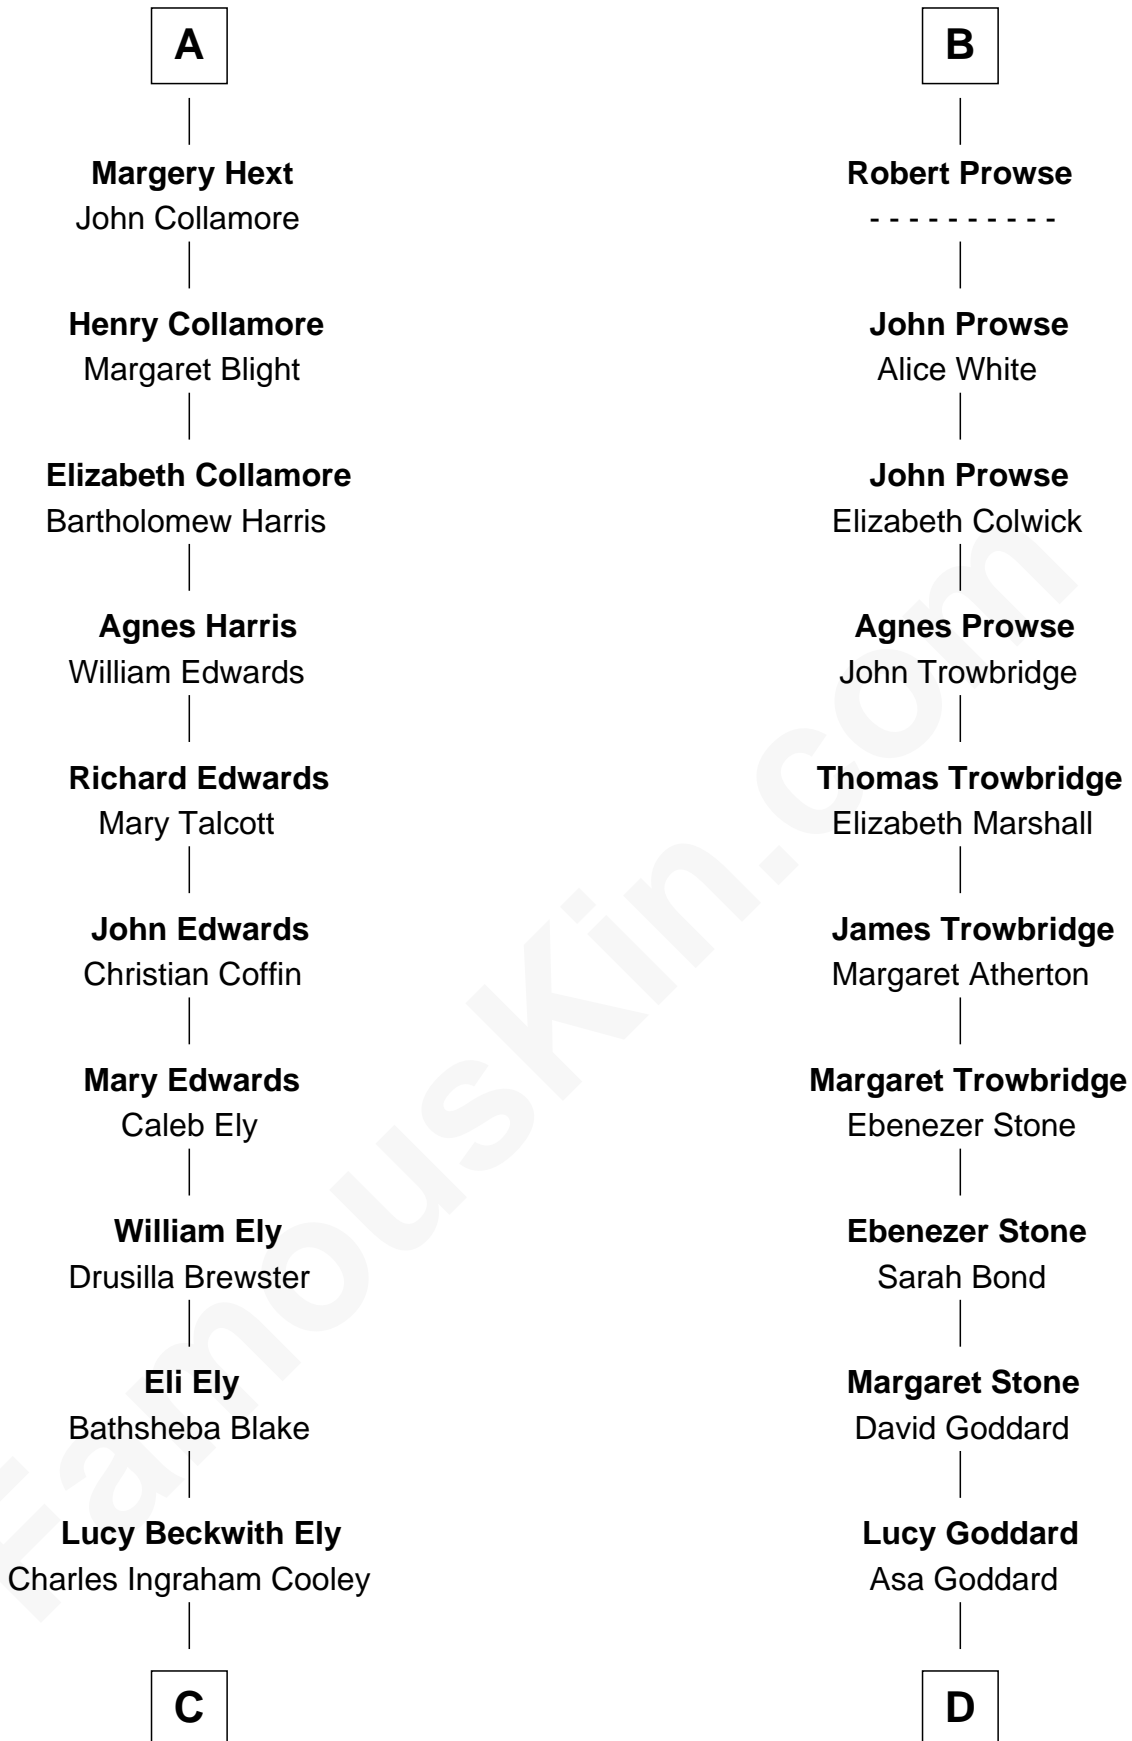 A
Margery Hext
John Collamore
Henry Collamore
Margaret Blight
Elizabeth Collamore
Bartholomew Harris
Agnes Harris
William Edwards
Richard Edwards
Mary Talcott
John Edwards
Christian Coffin
Mary Edwards
Caleb Ely
William Ely
Drusilla Brewster
Eli Ely
Bathsheba Blake
Lucy Beckwith Ely
Charles Ingraham Cooley
C
B
Robert Prowse
- - - - - - - - - -
John Prowse
Alice White
John Prowse
Elizabeth Colwick
Agnes Prowse
John Trowbridge
Thomas Trowbridge
Elizabeth Marshall
James Trowbridge
Margaret Atherton
Margaret Trowbridge
Ebenezer Stone
Ebenezer Stone
Sarah Bond
Margaret Stone
David Goddard
Lucy Goddard
Asa Goddard
D
FamousKin.com